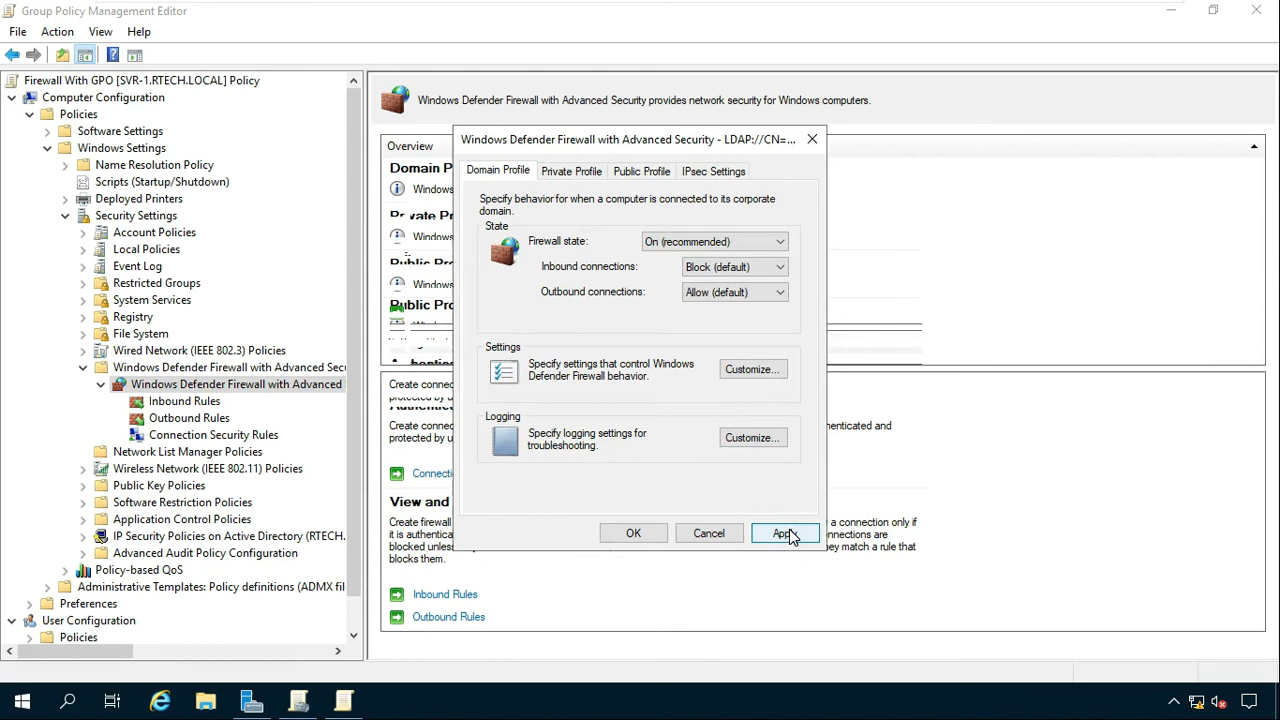 Group Policy Management Editor
File Action View Help
Firewall With GPO [SVR-1.RTECH.LOCAL] Policy
Computer Configuration
Policies
Software Settings
Windows Settings
Name Resolution Policy
Scripts (Startup/Shutdown)
Deployed Printers
Security Settings
Account Policies
Local Policies
Event Log
Restricted Groups
System Services
Registry
File System
Wired Network (IEEE 802.3) Policies
Windows Defender Firewall with Advanced Sec
Windows Defender Firewall with Advanced
Inbound Rules
Outbound Rules
Connection Security Rules
Network List Manager Policies
Wireless Network (IEEE 802.11) Policies
Public Key Policies
Software Restriction Policies
Application Control Policies
IP Security Policies on Active Directory (RTECH.
Advanced Audit Policy Configuration
Policy-based QoS
Administrative Templates: Policy definitions (ADMX fil
Preferences
User Configuration
Policies
Windows Defender Firewall with Advanced Security provides network security for Windows computers.
Overview
Domain P
Windows
Private P
Windows
Public Pro
Windows
Public Pro
Create connec
Create connec
protected by u
enticated and
Connecti
View and
Create firewall
it is authentica
blocked unles
blocks them.
a connection only if
nnections are
ey match a rule that
Inbound Rules
Outbound Rules
Windows Defender Firewall with Advanced Security - LDAP://CN=...
Domain Profile Private Profile Public Profile IPsec Settings
Specify behavior for when a computer is connected to its corporate
domain.
State
Firewall state: On (recommended)
Inbound connections: Block (default)
Outbound connections: Allow (default)
Settings
Specify settings that control Windows
Defender Firewall behavior.
Customize...
Logging
Specify logging settings for
troubleshooting.
Customize...
OK Cancel Apply